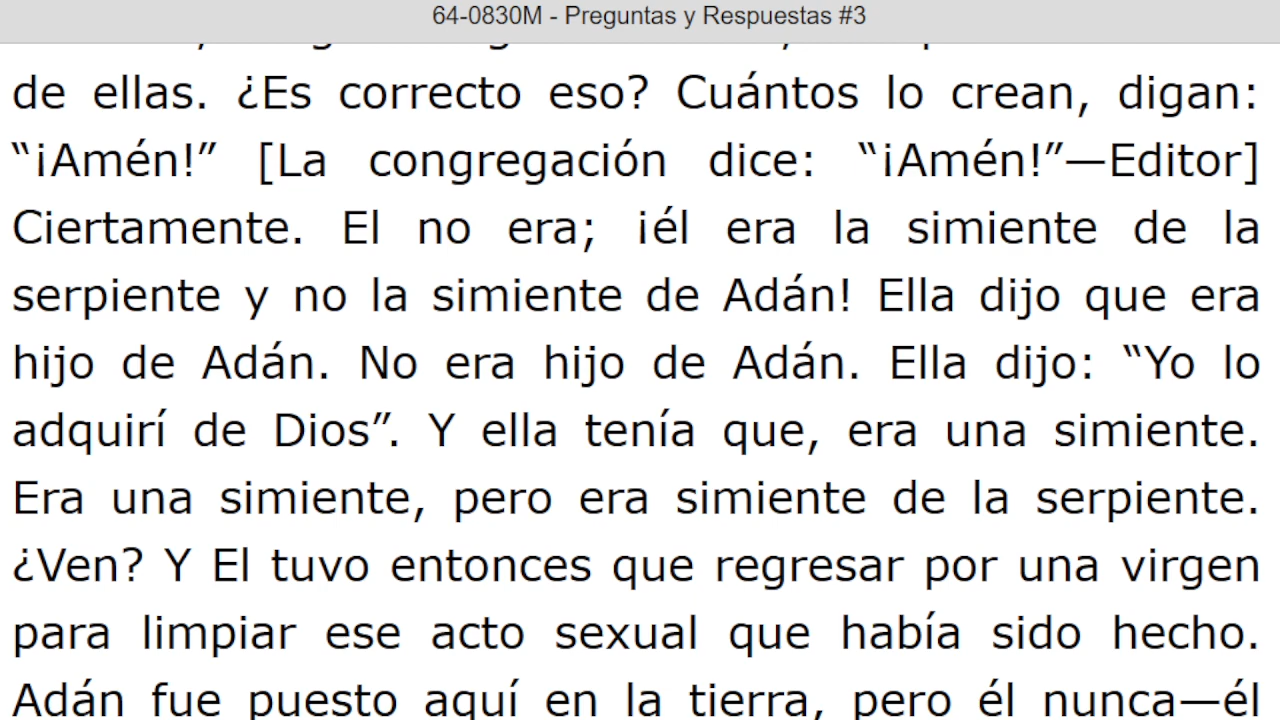 64-0830M - Preguntas y Respuestas #3
de ellas. ¿Es correcto eso? Cuántos lo crean, digan:
“¡Amén!” [La congregación dice: “¡Amén!”—Editor]
Ciertamente. El no era; ¡él era la simiente de la
serpiente y no la simiente de Adán! Ella dijo que era
hijo de Adán. No era hijo de Adán. Ella dijo: “Yo lo
adquirí de Dios”. Y ella tenía que, era una simiente.
Era una simiente, pero era simiente de la serpiente.
¿Ven? Y El tuvo entonces que regresar por una virgen
para limpiar ese acto sexual que había sido hecho.
Adán fue puesto aquí en la tierra, pero él nunca—él